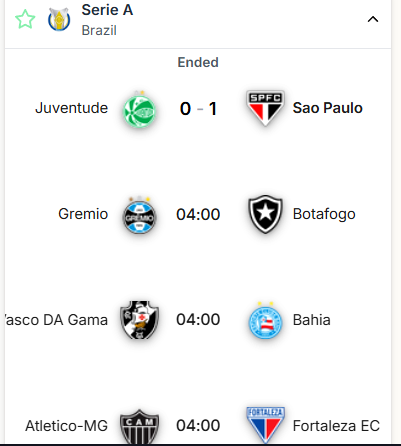 Serie A
Brazil
Ended
Juventude 0 - 1 SPFC Sao Paulo
Gremio GRÊMIO 04:00 Botafogo
Vasco DA Gama 04:00 Bahia
Atletico-MG CAM 04:00 FORTALEZA Fortaleza EC